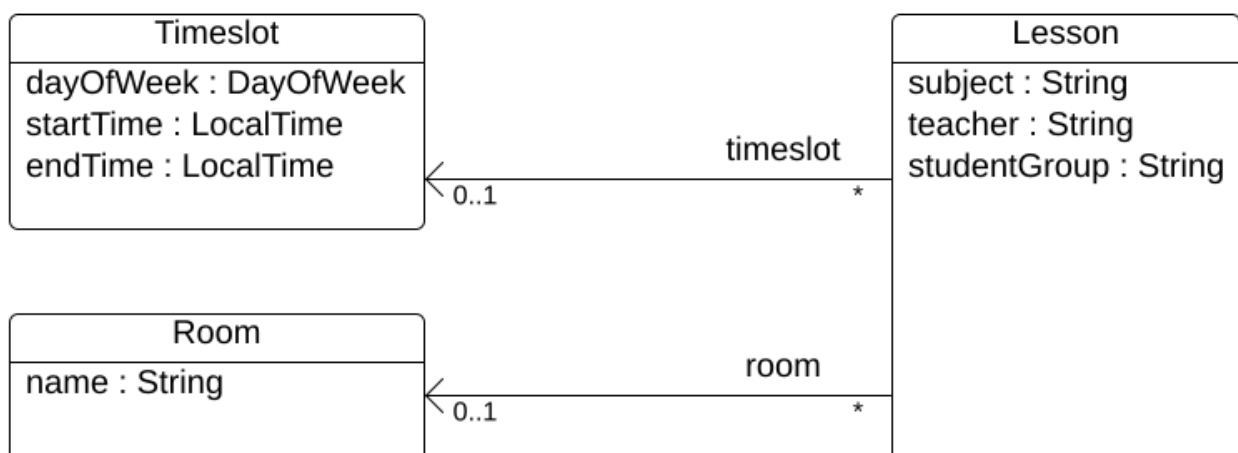 Timeslot
dayOfWeek : DayOfWeek
startTime : LocalTime
endTime : LocalTime
timeslot
0..1
*
Lesson
subject : String
teacher : String
studentGroup : String
Room
name : String
room
0..1
*